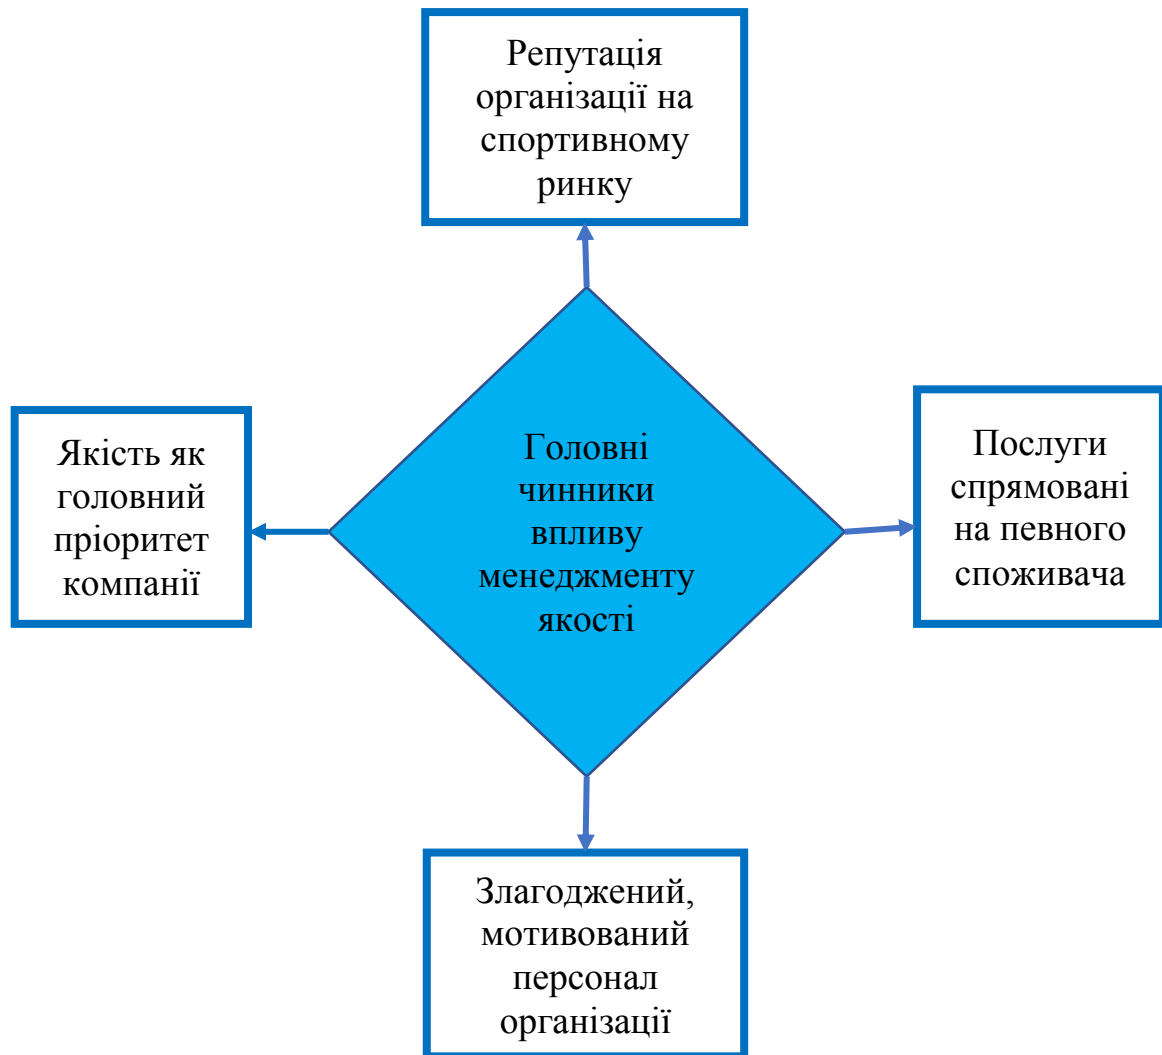 Репутація
організації на
спортивному
ринку
Якість як
головний
пріоритет
компанії
Головні
чинники
впливу
менеджменту
якості
Послуги
спрямовані
на певного
споживача
Злагоджений,
мотивований
персонал
організації